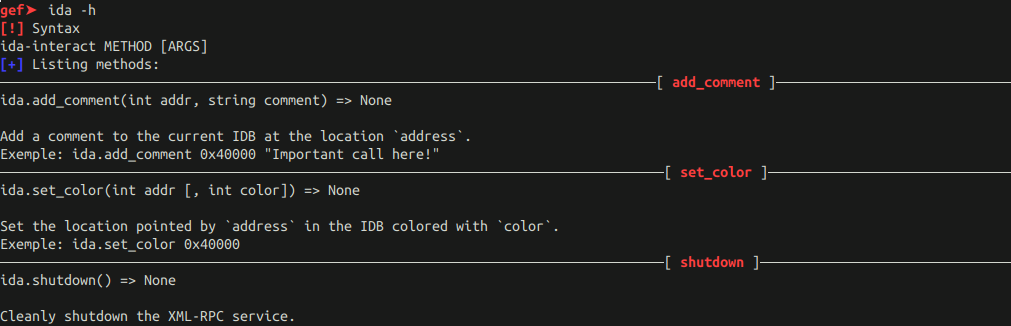 gef➤ ida -h
[!] Syntax
ida-interact METHOD [ARGS]
[+] Listing methods:
[ add_comment ]
ida.add_comment(int addr, string comment) => None
Add a comment to the current IDB at the location `address`.
Exemple: ida.add_comment 0x40000 "Important call here!"
[ set_color ]
ida.set_color(int addr [, int color]) => None
Set the location pointed by `address` in the IDB colored with `color`.
Exemple: ida.set_color 0x40000
[ shutdown ]
ida.shutdown() => None
Cleanly shutdown the XML-RPC service.